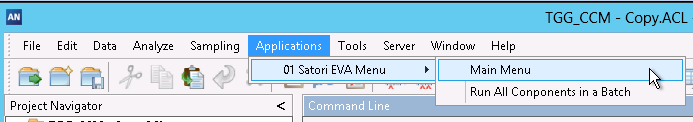 AN
TGG_CCM - Copy.ACL
File Edit Data Analyze Sampling Applications Tools Server Window Help
01 Satori EVA Menu
Main Menu
Run All Conponents in a Batch
Project Navigator <
Command Line